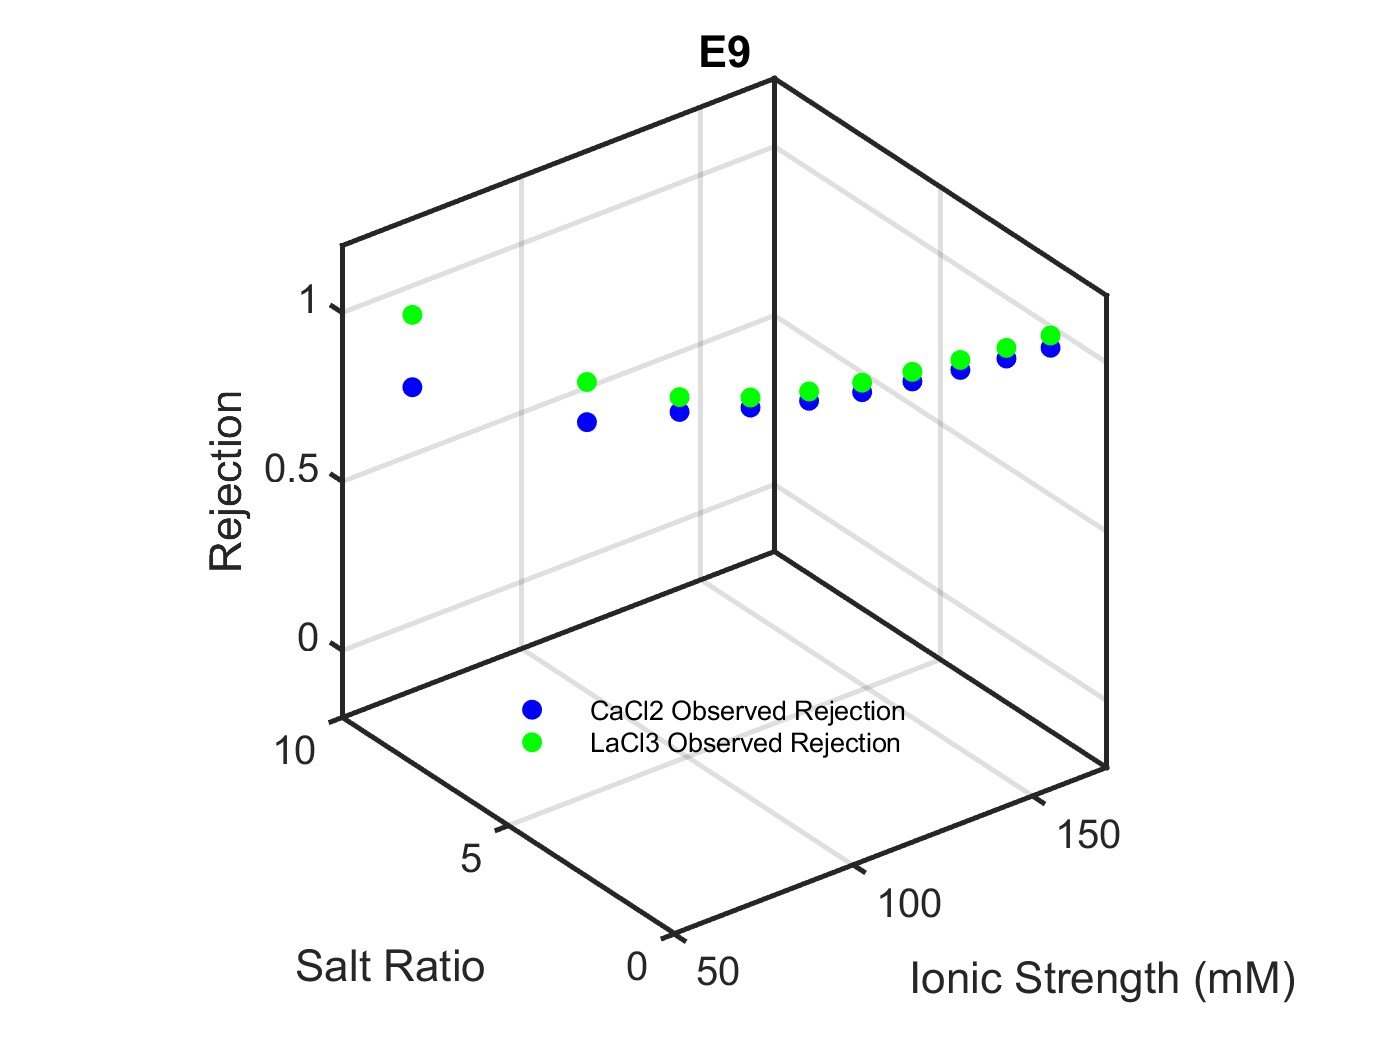 E9
1
0.5
0
Rejection
10
5
0
Salt Ratio
50
100
150
Ionic Strength (mM)
CaCl2 Observed Rejection
LaCl3 Observed Rejection